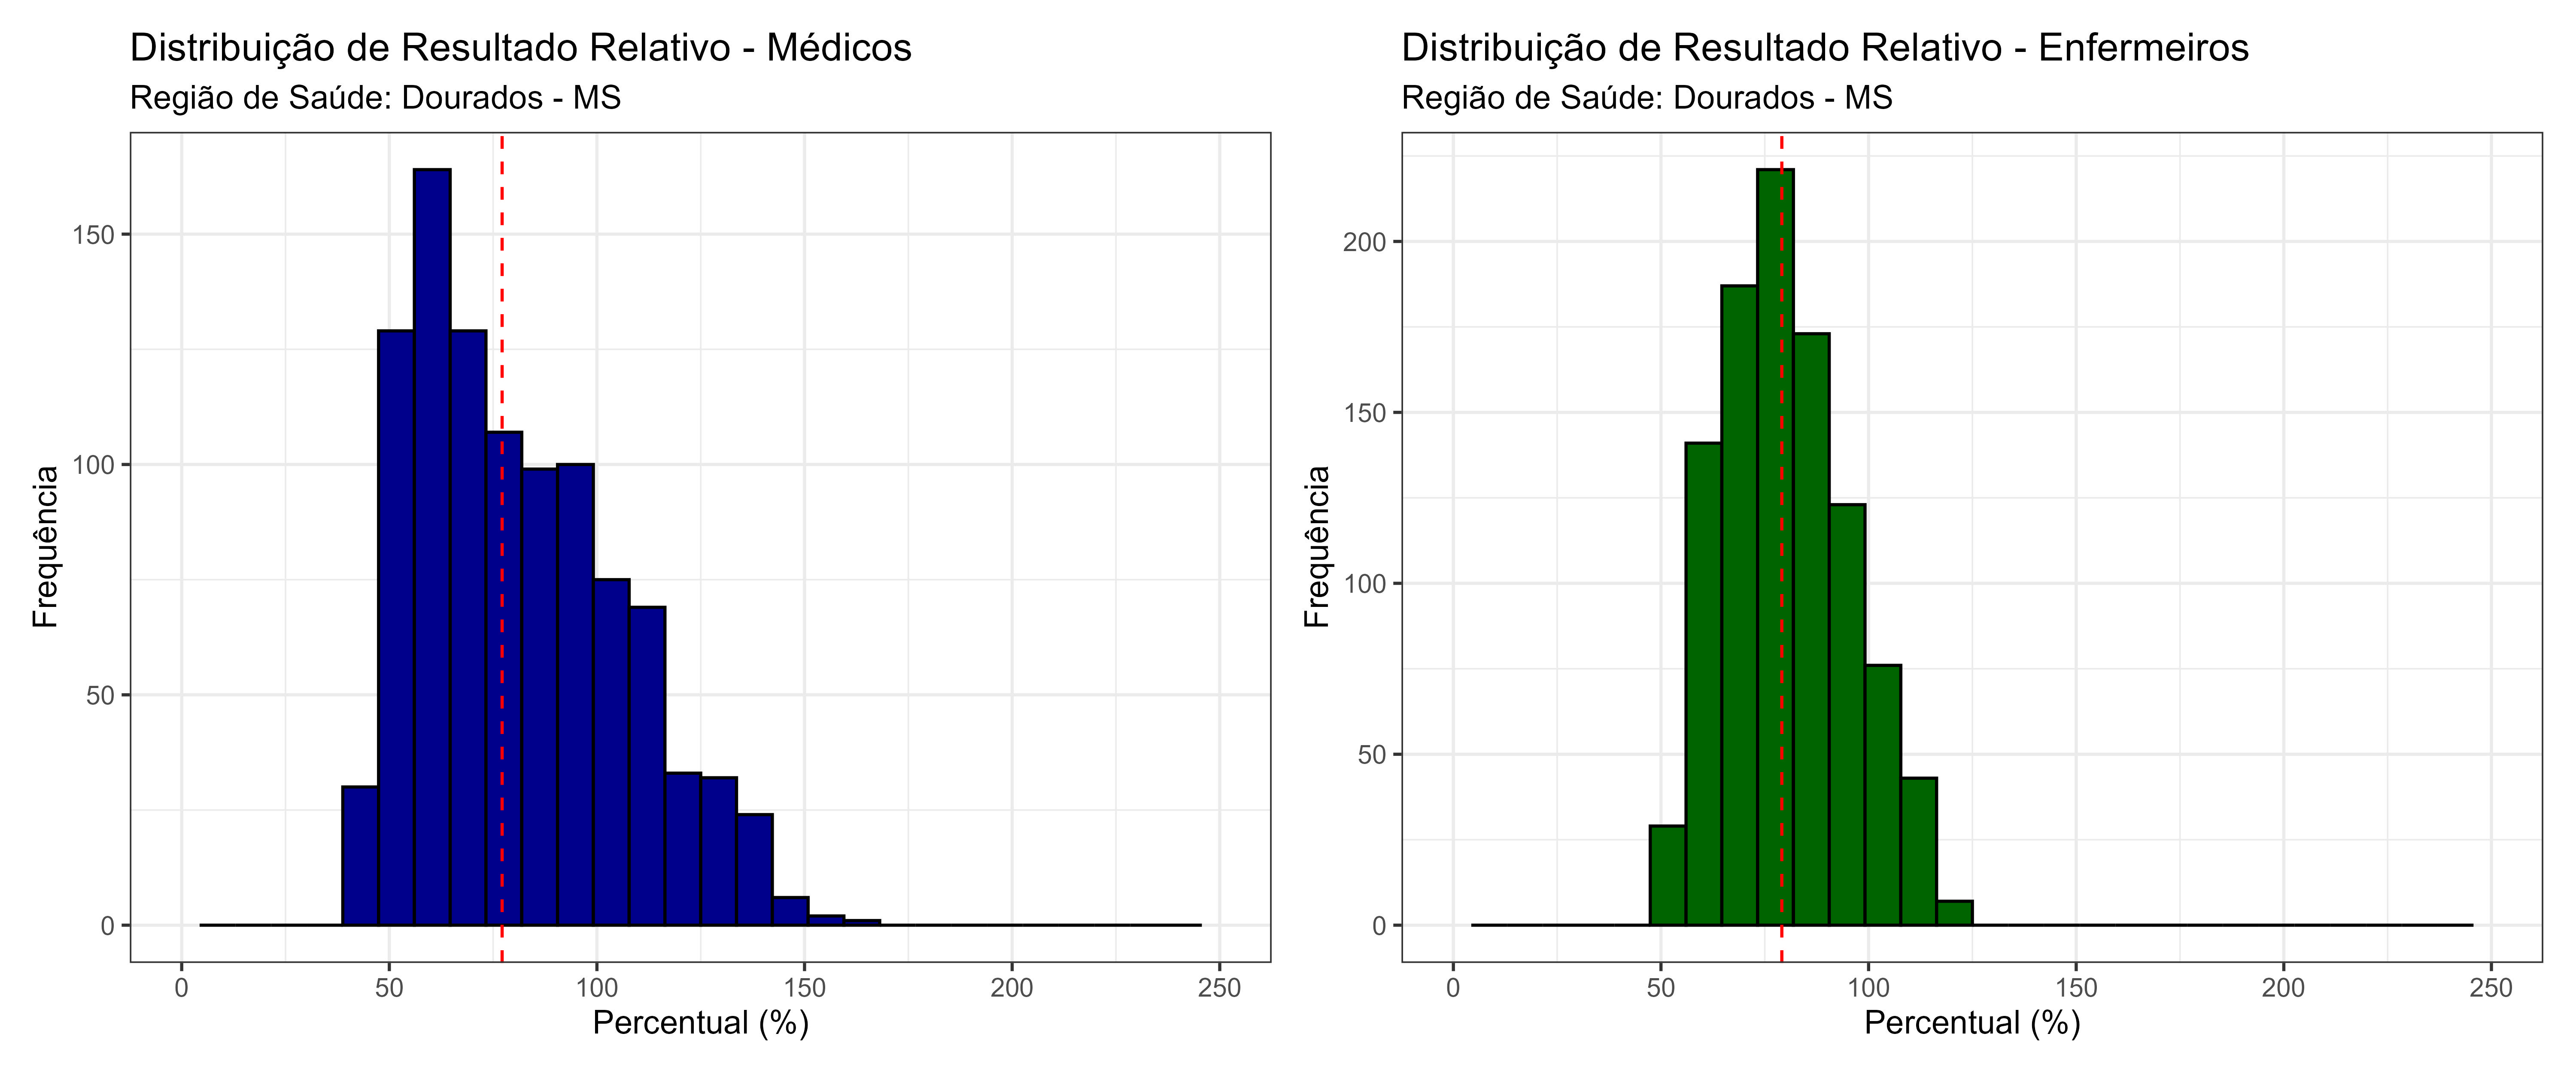 Distribuição de Resultado Relativo - Médicos
Região de Saúde: Dourados - MS
Frequência
150
100
50
0
0 50 100 150 200 250
Percentual (%)
Distribuição de Resultado Relativo - Enfermeiros
Região de Saúde: Dourados - MS
Frequência
200
150
100
50
0
0 50 100 150 200 250
Percentual (%)